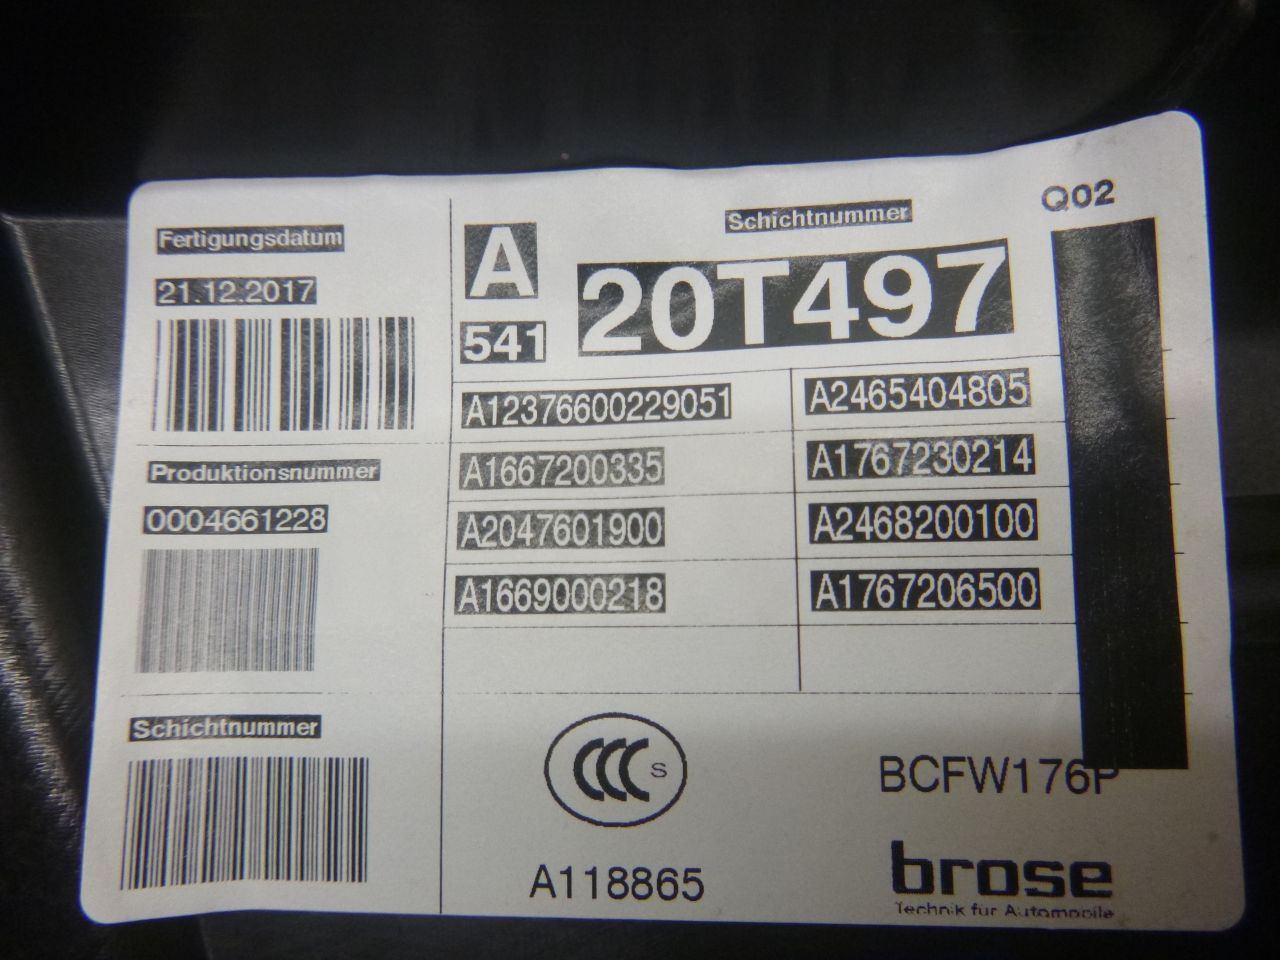 Fertigungsdatum
21.12.2017
Produktionsnummer
0004661228
Schichtnummer
A
541
Schichtnummer
20T497
Q02
A12376600229051
A2465404805
A1667200335
A1767230214
A2047601900
A2468200100
A1669000218
A1767206500
CCC S
A118865
BCFW176P
brose
Technik für Automobile